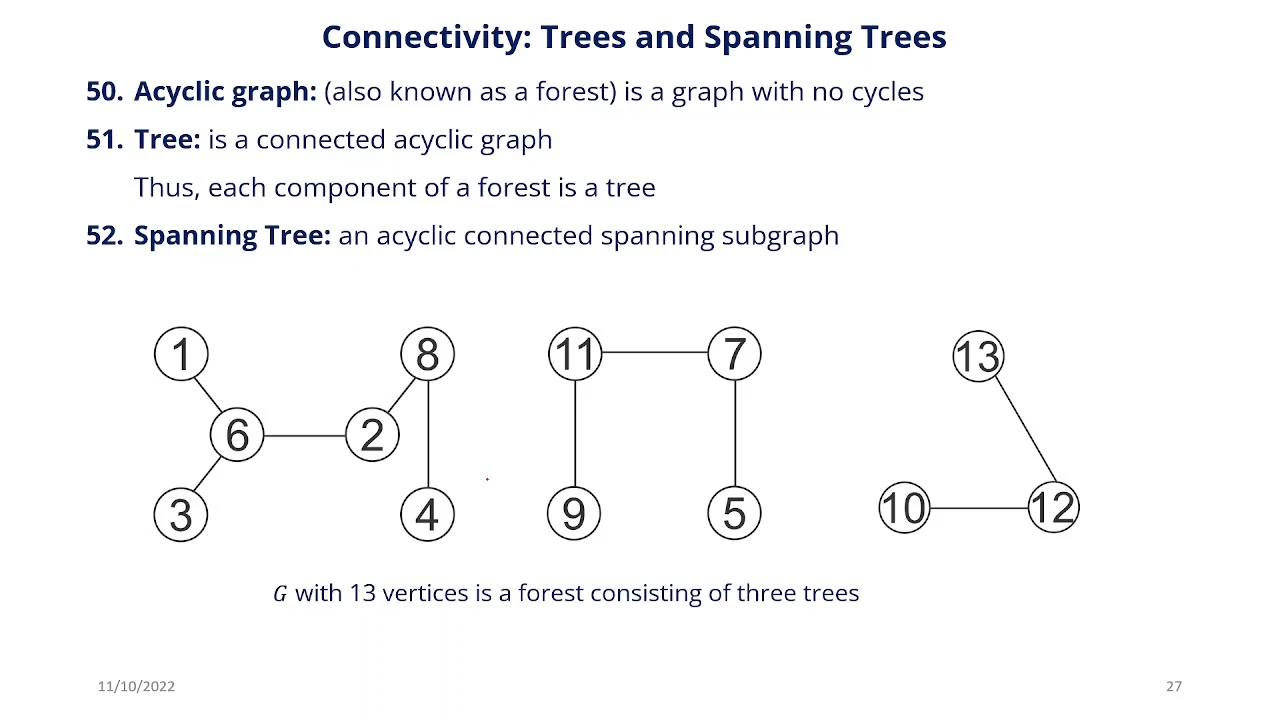 Connectivity: Trees and Spanning Trees
50. Acyclic graph: (also known as a forest) is a graph with no cycles
51. Tree: is a connected acyclic graph
Thus, each component of a forest is a tree
52. Spanning Tree: an acyclic connected spanning subgraph
1 8 11 7 13
6 2
3 4 9 5 10 12
G with 13 vertices is a forest consisting of three trees
11/10/2022 27